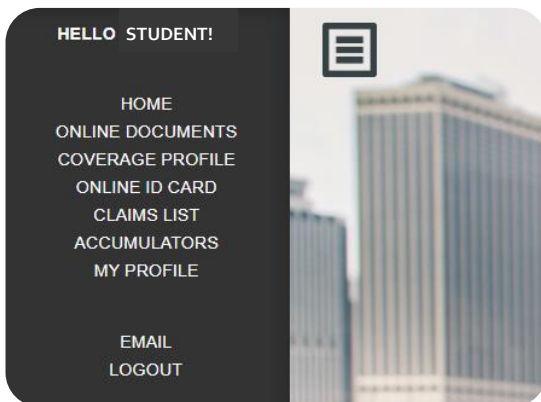 HELLO STUDENT!
HOME
ONLINE DOCUMENTS
COVERAGE PROFILE
ONLINE ID CARD
CLAIMS LIST
ACCUMULATORS
MY PROFILE
EMAIL
LOGOUT